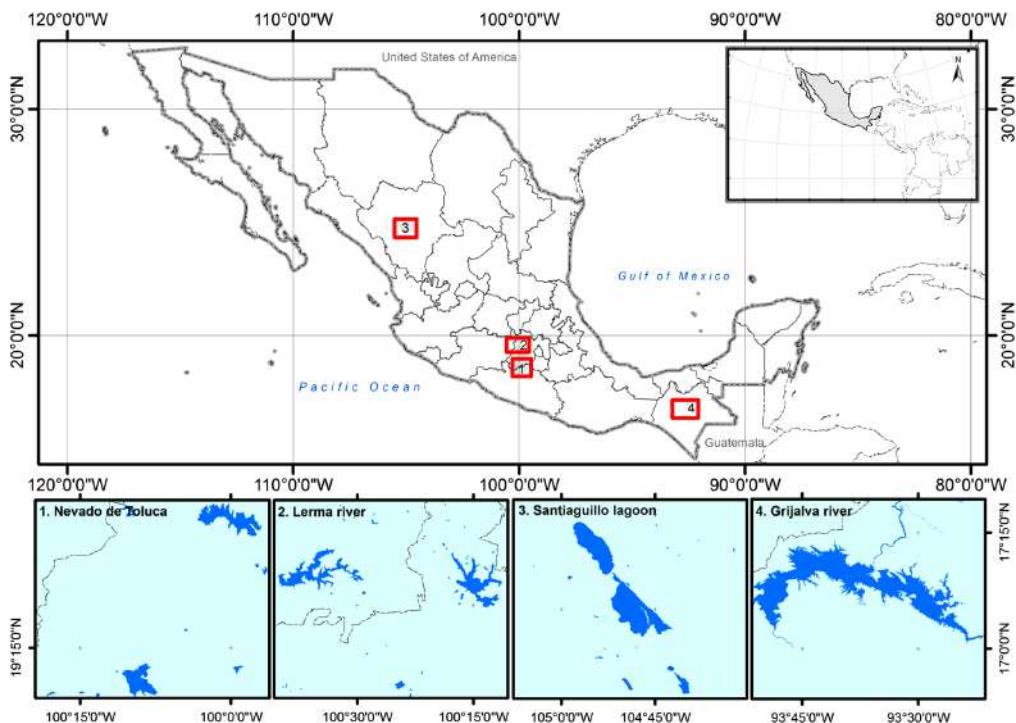 120°0'0"W 110°0'0"W 100°0'0"W 90°0'0"W 80°0'0"W
United States of America
N
30°0'0"N 30°0'0"N
3
Gulf of Mexico
20°0'0"N 2 20°0'0"N
1
Pacific Ocean
4
Guatemala
120°0'0"W 110°0'0"W 100°0'0"W 90°0'0"W 80°0'0"W
1. Nevado de Toluca 2. Lerma river 3. Santiaguillo lagoon 4. Grijalva river
17°15'0"N
19°15'0"N 17°0'0"N
100°15'0"W 100°0'0"W 100°30'0"W 100°15'0"W 105°0'0"W 104°45'0"W 93°45'0"W 93°30'0"W